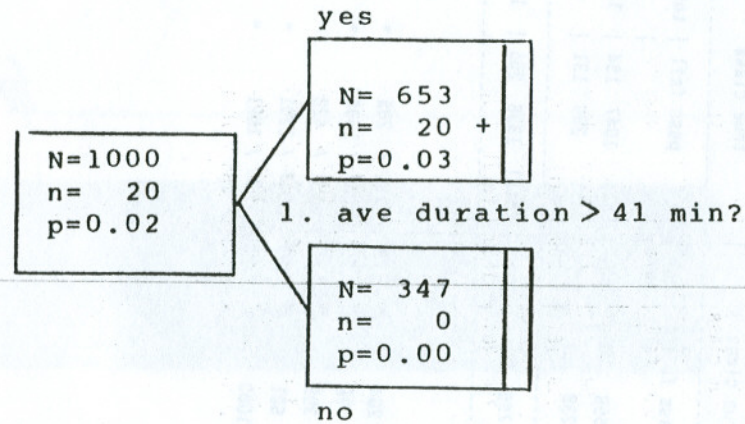 yes
N= 653
n= 20 +
p=0.03
N=1000
n= 20
p=0.02
1. ave duration > 41 min?
N= 347
n= 0
p=0.00
no